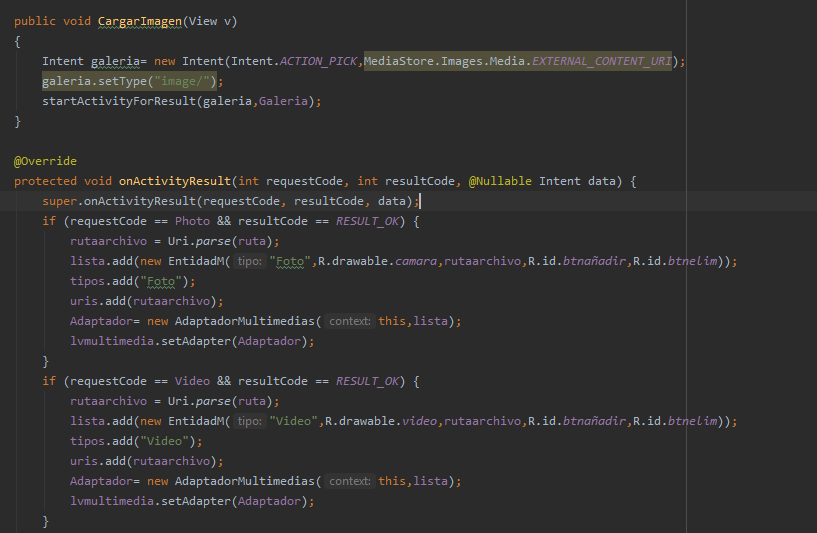 public void CargarImagen(View v)
{
    Intent galeria= new Intent(Intent.ACTION_PICK,MediaStore.Images.Media.EXTERNAL_CONTENT_URI);
    galeria.setType("image/");
    startActivityForResult(galeria,Galeria);
}

@Override
protected void onActivityResult(int requestCode, int resultCode, @Nullable Intent data) {
    super.onActivityResult(requestCode, resultCode, data);
    if (requestCode == Photo && resultCode == RESULT_OK) {
        rutaarchivo = Uri.parse(ruta);
        lista.add(new EntidadM( tipo: "Foto",R.drawable.camara,rutaarchivo,R.id.btnañadir,R.id.btnelim));
        tipos.add("Foto");
        uris.add(rutaarchivo);
        Adaptador= new AdaptadorMultimedias( context: this,lista);
        lvmultimedia.setAdapter(Adaptador);
    }
    if (requestCode == Video && resultCode == RESULT_OK) {
        rutaarchivo = Uri.parse(ruta);
        lista.add(new EntidadM( tipo: "Video",R.drawable.video,rutaarchivo,R.id.btnañadir,R.id.btnelim));
        tipos.add("Video");
        uris.add(rutaarchivo);
        Adaptador= new AdaptadorMultimedias( context: this,lista);
        lvmultimedia.setAdapter(Adaptador);
    }